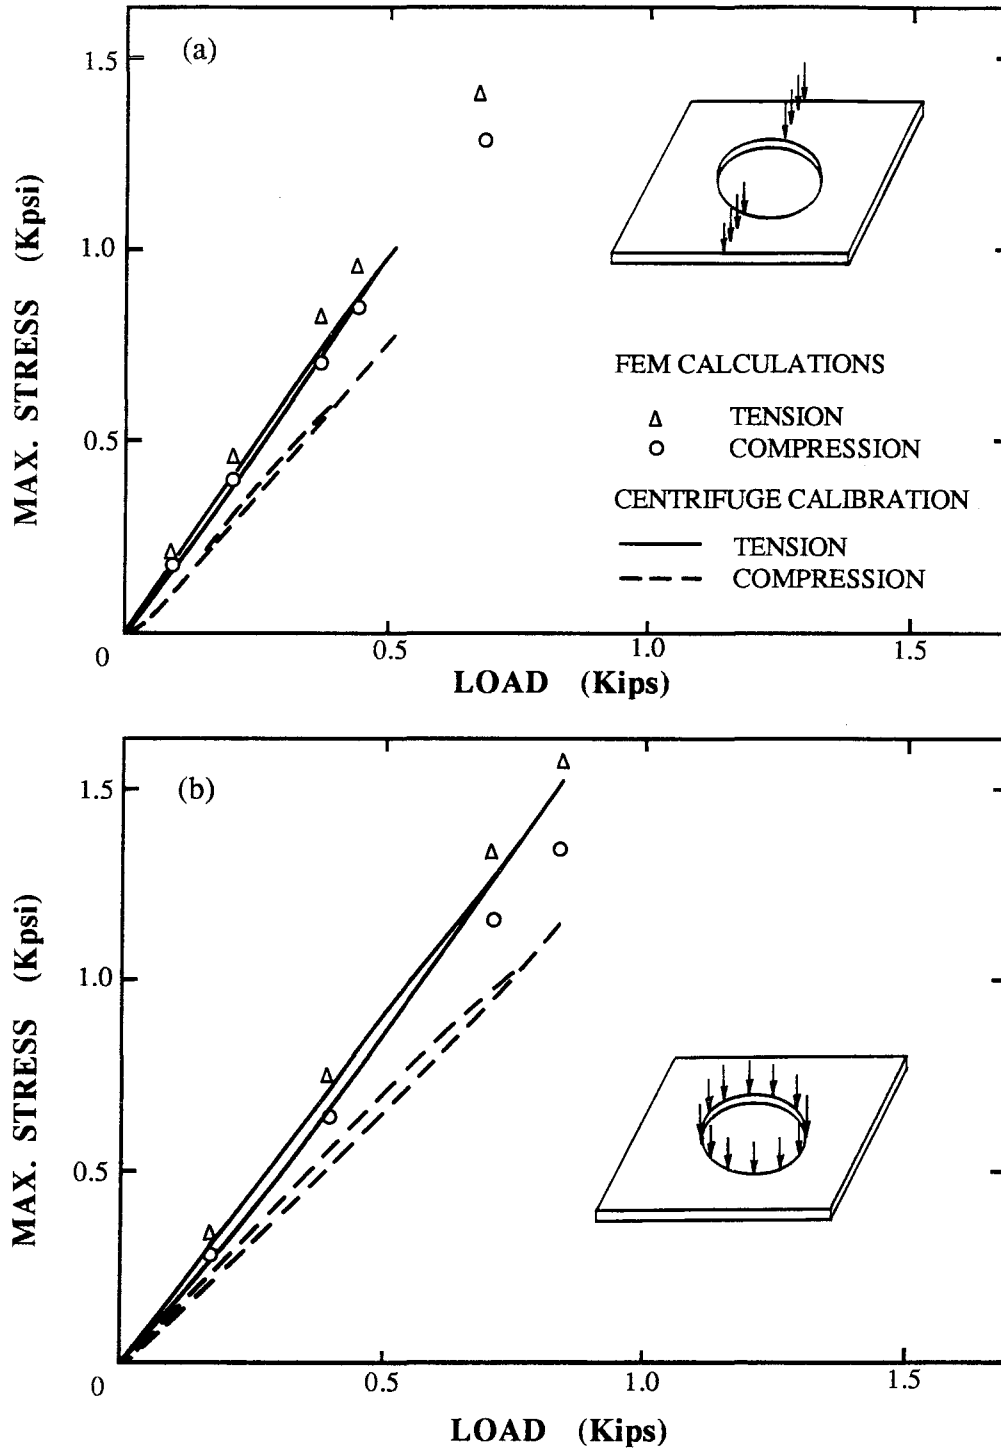 (a)
1.5
1.0
0.5
0
0.5
1.0
1.5
MAX. STRESS (Kpsi)
LOAD (Kips)
FEM CALCULATIONS
Δ TENSION
○ COMPRESSION
CENTRIFUGE CALIBRATION
TENSION
COMPRESSION
(b)
1.5
1.0
0.5
0
0.5
1.0
1.5
MAX. STRESS (Kpsi)
LOAD (Kips)